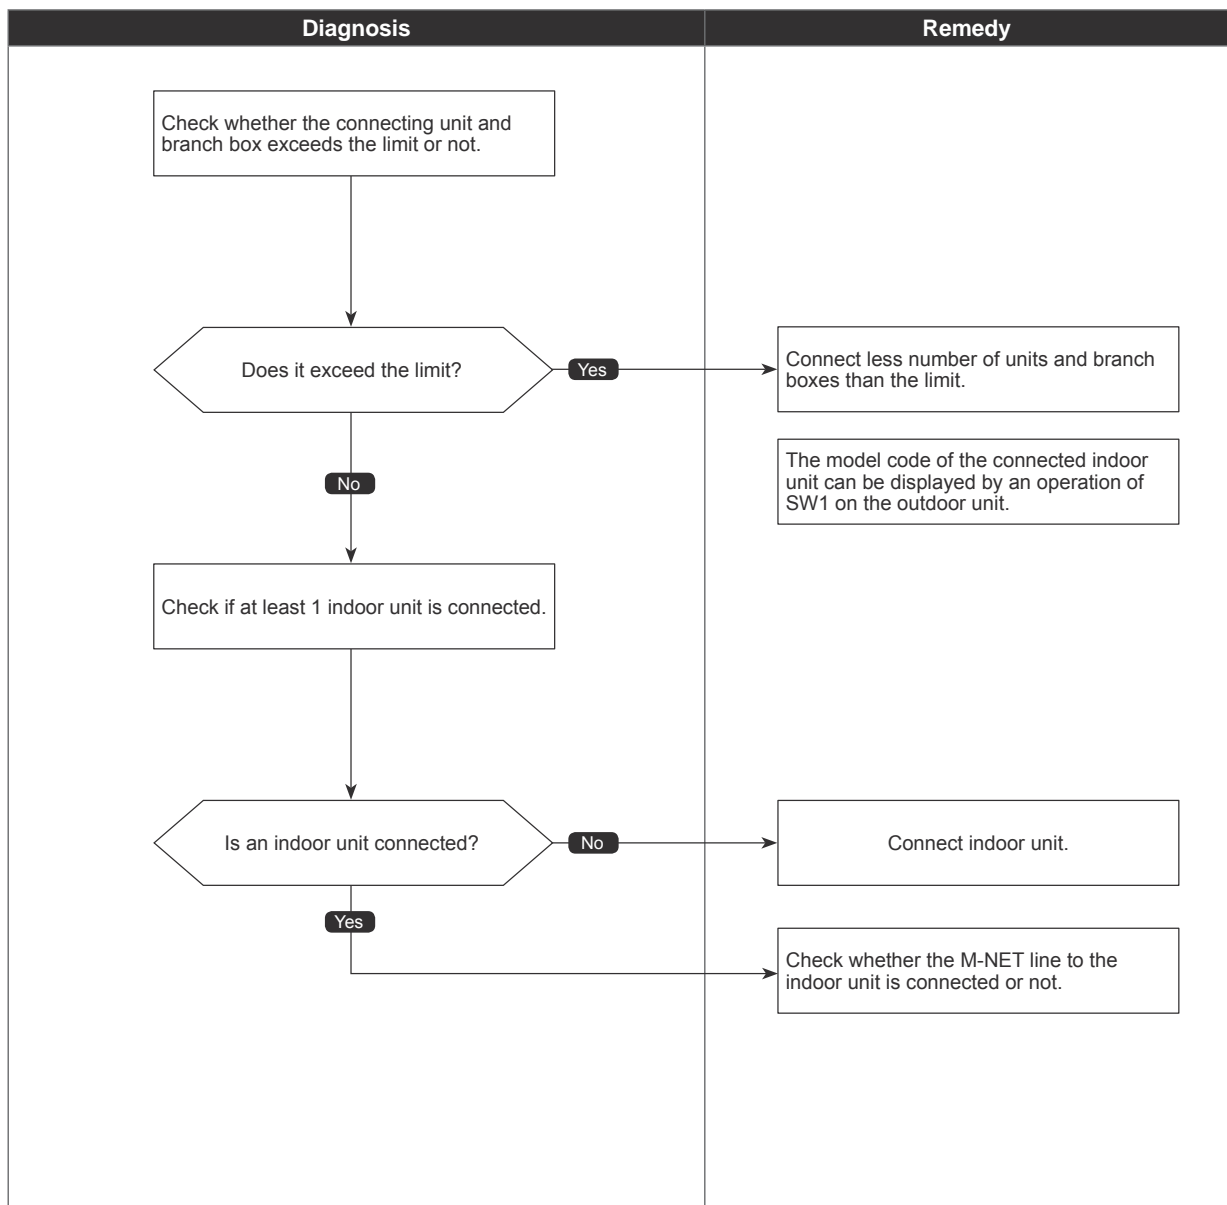 Diagnosis
Remedy
Check whether the connecting unit and
branch box exceeds the limit or not.
Does it exceed the limit?
Yes
Connect less number of units and branch
boxes than the limit.
The model code of the connected indoor
unit can be displayed by an operation of
SW1 on the outdoor unit.
No
Check if at least 1 indoor unit is connected.
Is an indoor unit connected?
No
Connect indoor unit.
Yes
Check whether the M-NET line to the
indoor unit is connected or not.